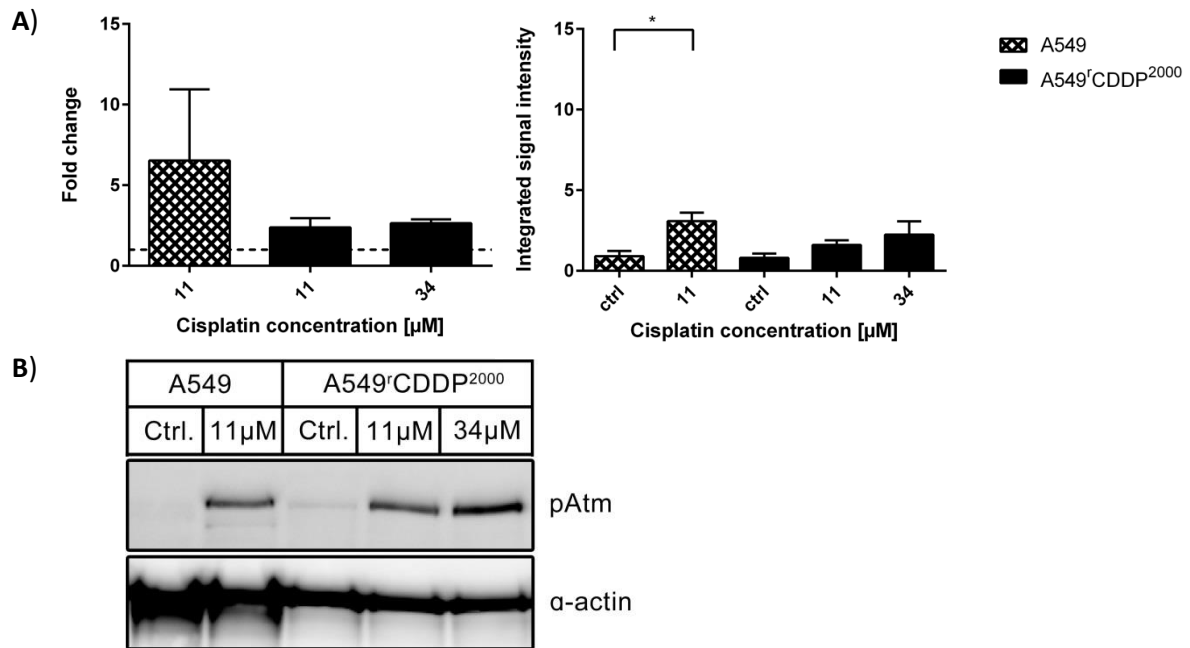 A)
15
10
5
0
Fold change
11
11
34
Cisplatin concentration [µM]
15
10
5
0
Integrated signal intensity
*
ctrl
11
ctrl
11
34
Cisplatin concentration [µM]
A549
A549ʳCDDP²⁰⁰⁰
B)
A549 A549ʳCDDP²⁰⁰⁰
Ctrl. 11µM Ctrl. 11µM 34µM
pAtm
α-actin